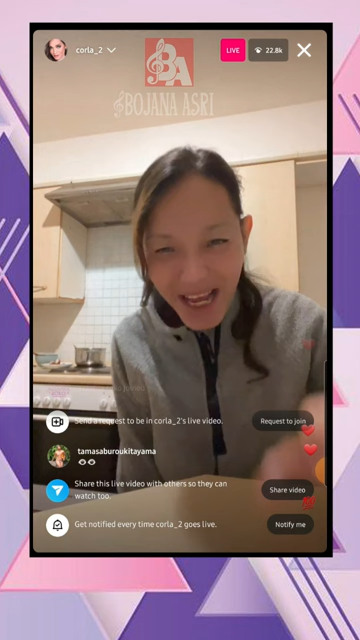 corla_2
LIVE
22.8k
BA
BOJANA ASRI
Send a request to be in corla_2's live video.
Request to join
tamasaburoukitayama
Share this live video with others so they can
watch too.
Share video
Get notified every time corla_2 goes live.
Notify me